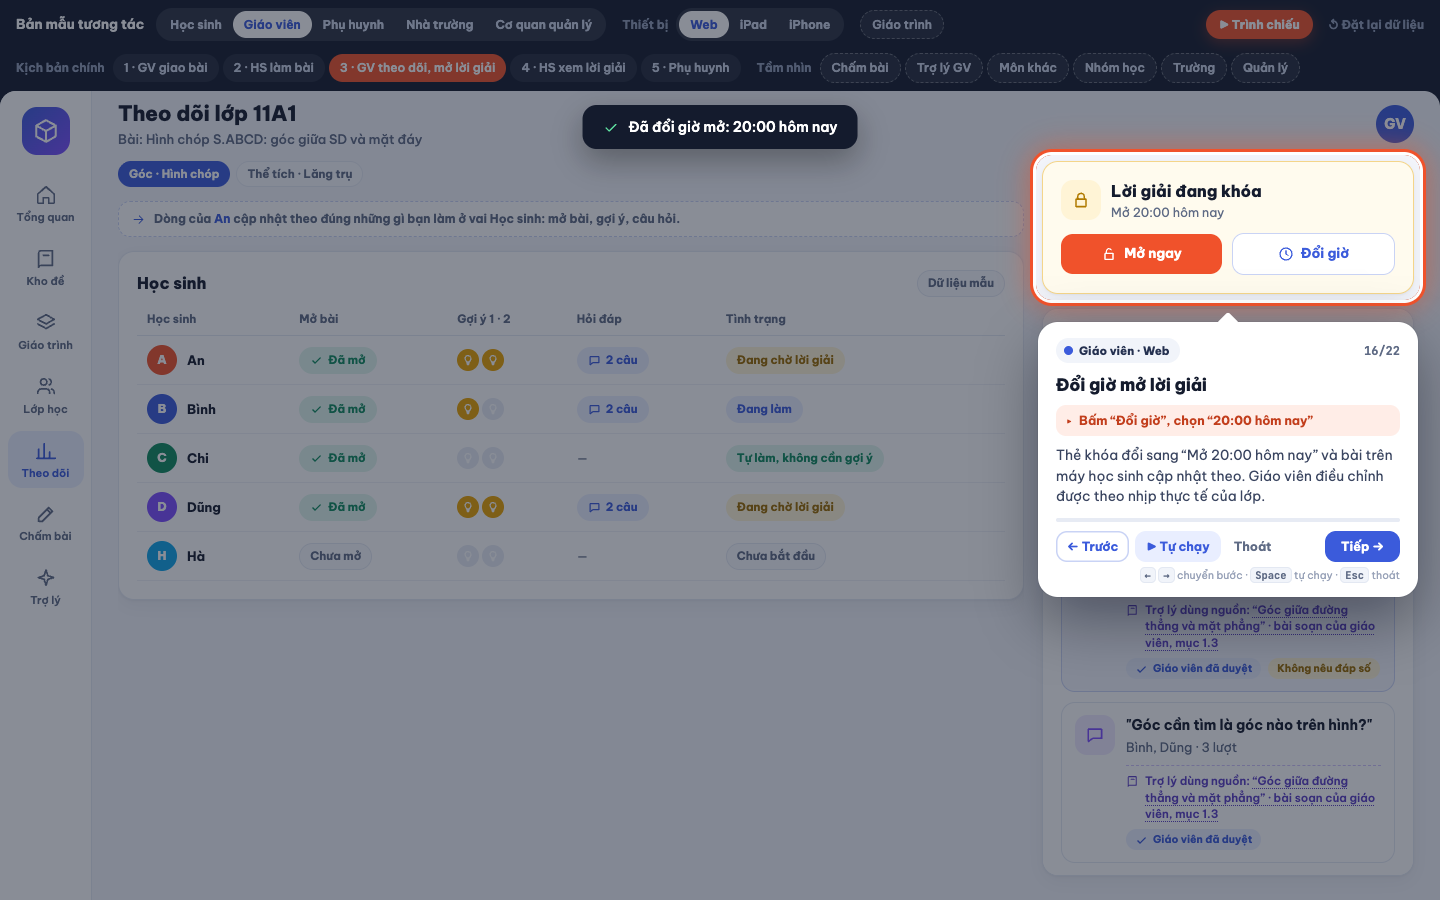 Bản mẫu tương tác
Học sinh
Giáo viên
Phụ huynh
Nhà trường
Cơ quan quản lý
Thiết bị
Web
iPad
iPhone
Giáo trình
Trình chiếu
Đặt lại dữ liệu
Kịch bản chính
1 · GV giao bài
2 · HS làm bài
3 · GV theo dõi, mở lời giải
4 · HS xem lời giải
5 · Phụ huynh
Tầm nhìn
Chấm bài
Trợ lý GV
Môn khác
Nhóm học
Trường
Quản lý
Tổng quan
Kho đề
Giáo trình
Lớp học
Theo dõi
Chấm bài
Trợ lý
Theo dõi lớp 11A1
Bài: Hình chóp S.ABCD: góc giữa SD và mặt đáy
Đã đổi giờ mở: 20:00 hôm nay
GV
Góc · Hình chóp
Thể tích · Lăng trụ
→ Dòng của An cập nhật theo đúng những gì bạn làm ở vai Học sinh: mở bài, gợi ý, câu hỏi.
Học sinh
Dữ liệu mẫu
Học sinh Mở bài Gợi ý 1 · 2 Hỏi đáp Tình trạng
A An Đã mở 2 câu Đang chờ lời giải
B Bình Đã mở 2 câu Đang làm
C Chi Đã mở – Tự làm, không cần gợi ý
D Dũng Đã mở 2 câu Đang chờ lời giải
H Hà Chưa mở – Chưa bắt đầu
Lời giải đang khóa
Mở 20:00 hôm nay
Mở ngay
Đổi giờ
Giáo viên · Web
16/22
Đổi giờ mở lời giải
Bấm “Đổi giờ”, chọn “20:00 hôm nay”
Thẻ khóa đổi sang “Mở 20:00 hôm nay” và bài trên
máy học sinh cập nhật theo. Giáo viên điều chỉnh
được theo nhịp thực tế của lớp.
← Trước
Tự chạy
Thoát
Tiếp →
← → chuyển bước · Space tự chạy · Esc thoát
Trợ lý dùng nguồn: “Góc giữa đường
thẳng và mặt phẳng” · bài soạn của giáo
viên, mục 1.3
Giáo viên đã duyệt
Không nêu đáp số
"Góc cần tìm là góc nào trên hình?"
Bình, Dũng · 3 lượt
Trợ lý dùng nguồn: “Góc giữa đường
thẳng và mặt phẳng” · bài soạn của giáo
viên, mục 1.3
Giáo viên đã duyệt